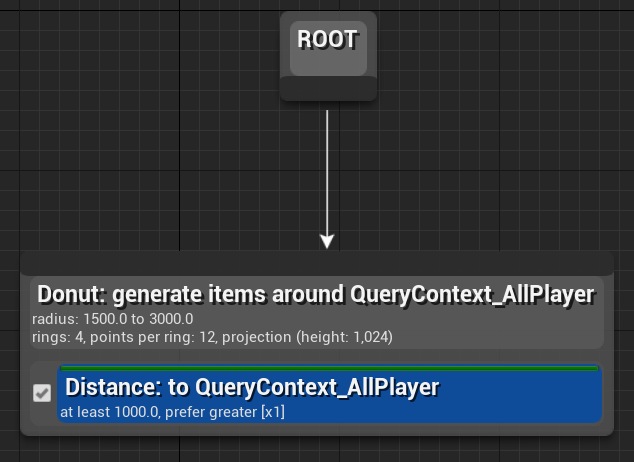 ROOT
Donut: generate items around QueryContext_AllPlayer
radius: 1500.0 to 3000.0
rings: 4, points per ring: 12, projection (height: 1,024)
Distance: to QueryContext_AllPlayer
at least 1000.0, prefer greater [x1]